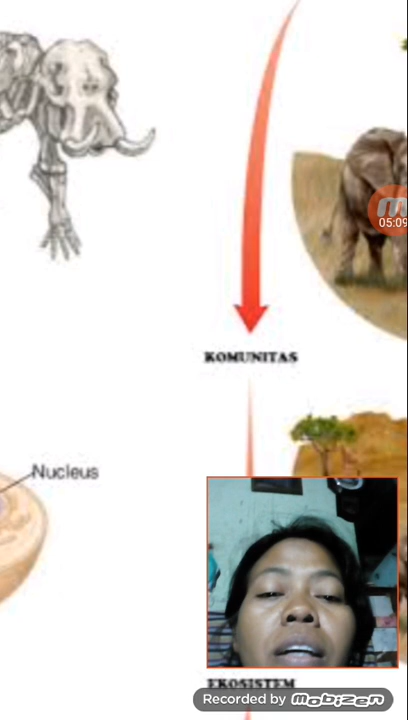 05:09
KOMUNITAS
Nucleus
EKOSISTEM
Recorded by mobizen